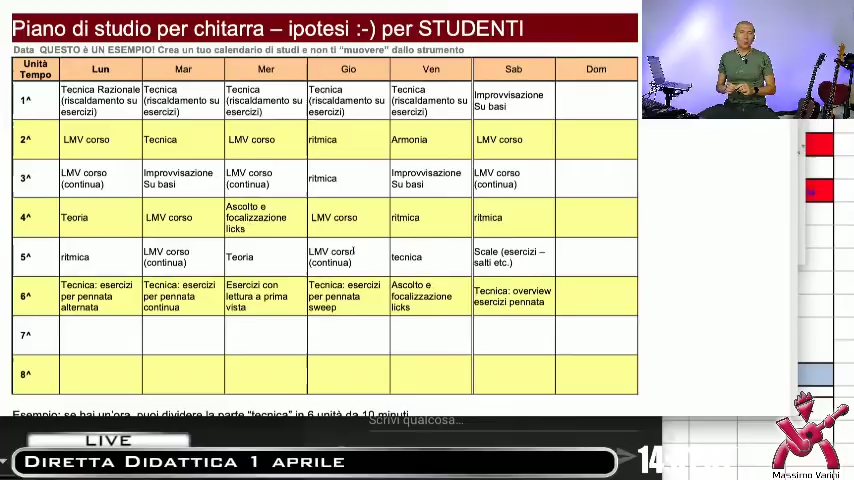 Piano di studio per chitarra – ipotesi :-) per STUDENTI
Data QUESTO è UN ESEMPIO! Crea un tuo calendario di studi e non ti “muovere” dallo strumento
Unità Tempo Lun Mar Mer Gio Ven Sab Dom
1^ Tecnica Razionale (riscaldamento su esercizi) Tecnica (riscaldamento su esercizi) Tecnica (riscaldamento su esercizi) Tecnica (riscaldamento su esercizi) Tecnica (riscaldamento su esercizi) Improvvisazione Su basi
2^ LMV corso Tecnica LMV corso ritmica Armonia LMV corso
3^ LMV corso (continua) Improvvisazione Su basi LMV corso (continua) ritmica Improvvisazione Su basi LMV corso (continua)
4^ Teoria LMV corso Ascolto e focalizzazione licks LMV corso ritmica ritmica
5^ ritmica LMV corso (continua) Teoria LMV corso (continua) tecnica Scale (esercizi – salti etc.)
6^ Tecnica: esercizi per pennata alternata Tecnica: esercizi per pennata continua Esercizi con lettura a prima vista Tecnica: esercizi per pennata sweep Ascolto e focalizzazione licks Tecnica: overview esercizi pennata
7^
8^
Esempio: se hai un'ora, puoi dividere la parte “tecnica” in 6 unità da 10 minuti
Scrivi qualcosa...
LIVE
DIRETTA DIDATTICA 1 APRILE
Massimo Varini